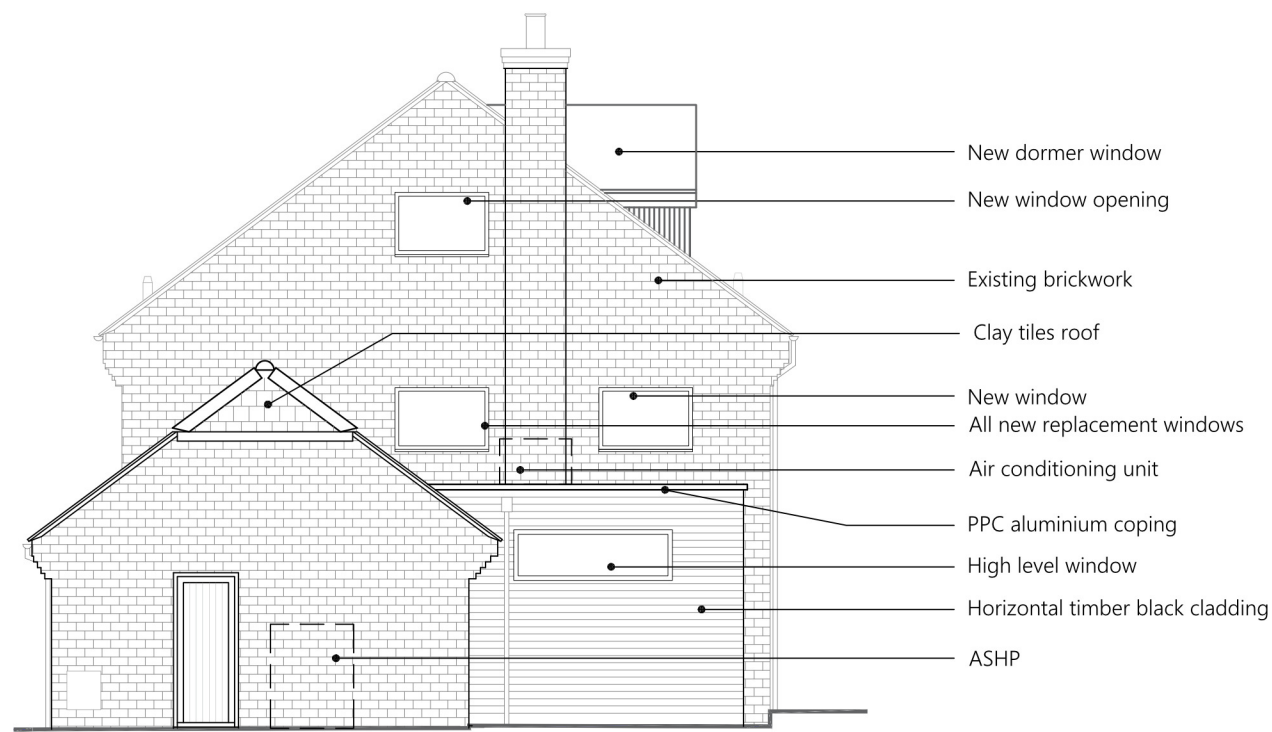 New dormer window
New window opening
Existing brickwork
Clay tiles roof
New window
All new replacement windows
Air conditioning unit
PPC aluminium coping
High level window
Horizontal timber black cladding
ASHP